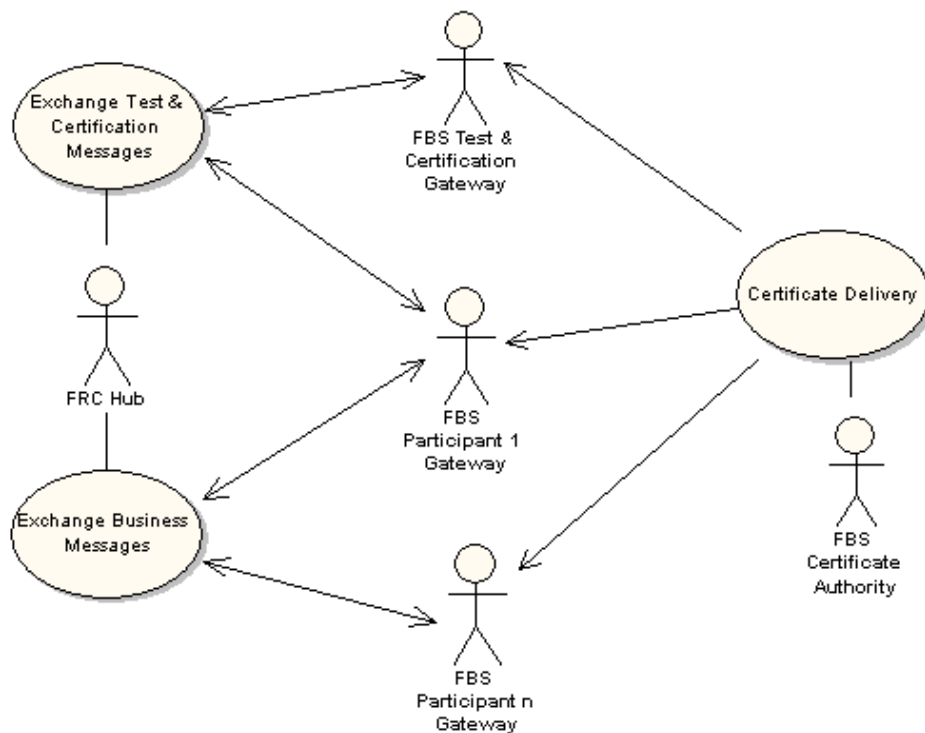 Exchange Test &
Certification
Messages
FBS Test &
Certification
Gateway
Certificate Delivery
FRC Hub
FBS
Participant 1
Gateway
Exchange Business
Messages
FBS
Certificate
Authority
FBS
Participant n
Gateway